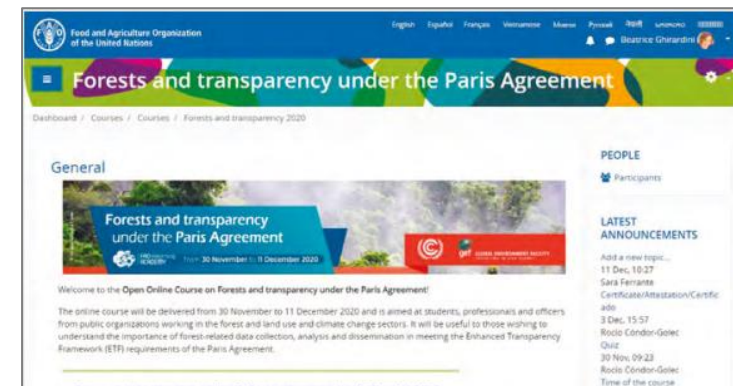 Food and Agriculture Organization
of the United Nations
English Español Français Vietnamese Монгол Русский
Beatrice Ghirardini
Forests and transparency under the Paris Agreement
Dashboard / Courses / Courses / Forests and transparency 2020
General
Forests and transparency
under the Paris Agreement
from 30 November to 11 December 2020
gef GLOBAL ENVIRONMENT FACILITY
Welcome to the Open Online Course on Forests and transparency under the Paris Agreement!
The online course will be delivered from 30 November to 11 December 2020 and is aimed at students, professionals and officers
from public organizations working in the forest and land use and climate change sectors. It will be useful to those wishing to
understand the importance of forest-related data collection, analysis and dissemination in meeting the Enhanced Transparency
Framework (ETF) requirements of the Paris Agreement.
PEOPLE
Participants
LATEST
ANNOUNCEMENTS
Add a new topic...
11 Dec, 10:27
Sara Ferrante
Certificate/Attestation/Certific
ado
3 Dec, 15:57
Rocío Cóndor-Golec
Quiz
30 Nov, 09:23
Rocío Cóndor-Golec
Time of the course